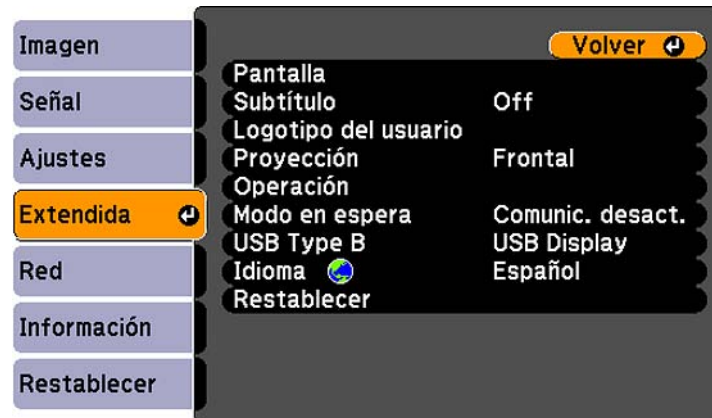 Imagen
Señal
Ajustes
Extendida
Red
Información
Restablecer
Volver
Pantalla
Subtítulo Off
Logotipo del usuario
Proyección Frontal
Operación
Modo en espera Comunic. desact.
USB Type B USB Display
Idioma Español
Restablecer